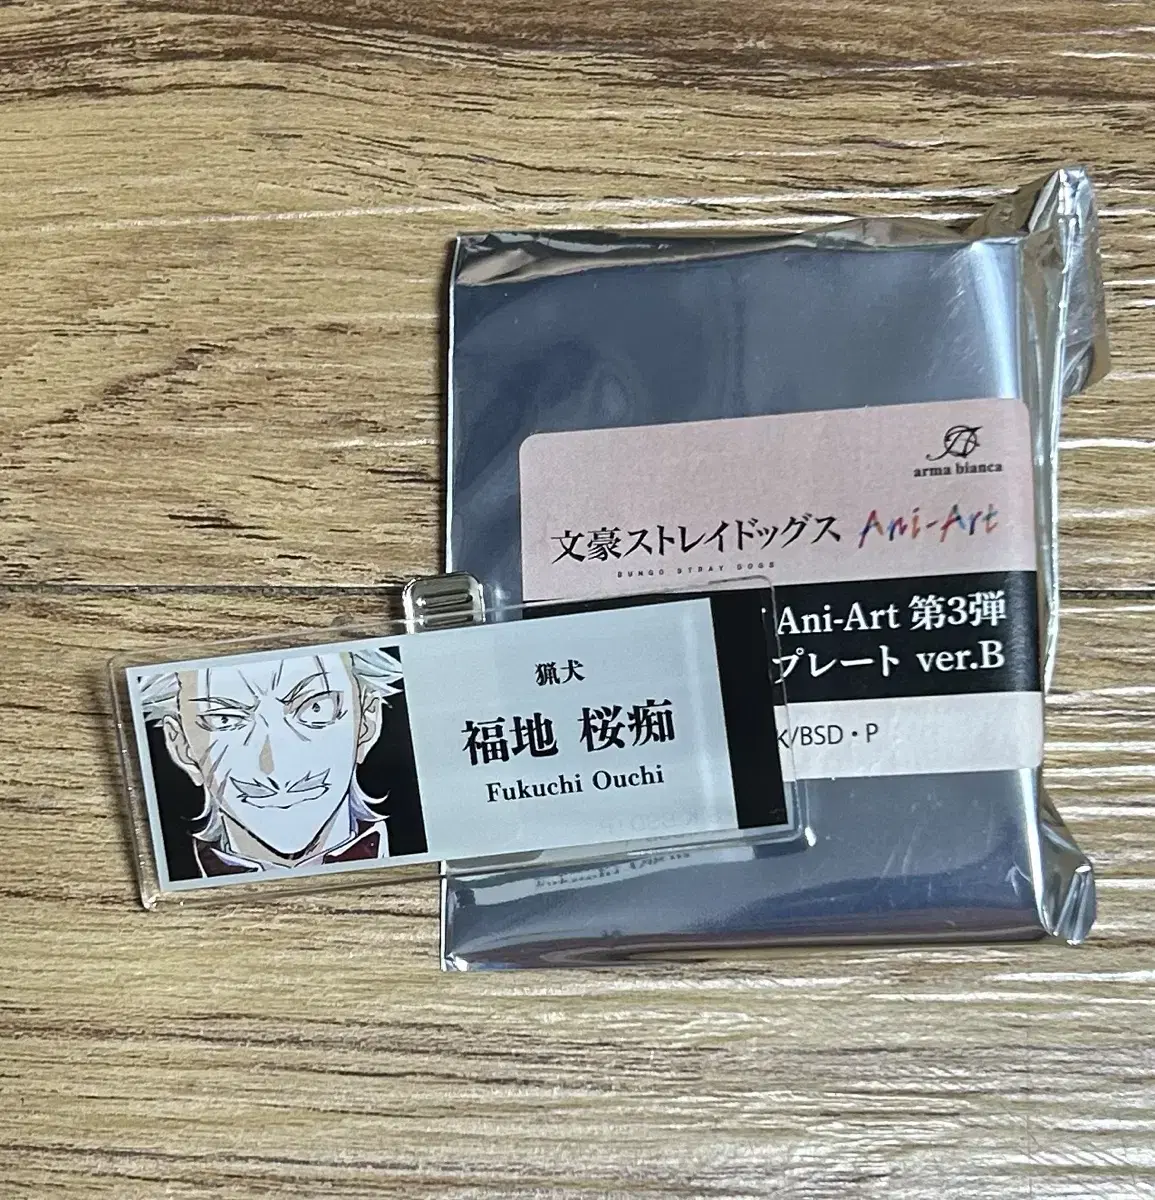 arma bianca
文豪ストレイドッグス Ani-Art
BUNGO STRAY DOGS
Ani-Art 第3弾
プレート ver.B
K/BSD・P
猟犬
福地 桜痴
Fukuchi Ouchi